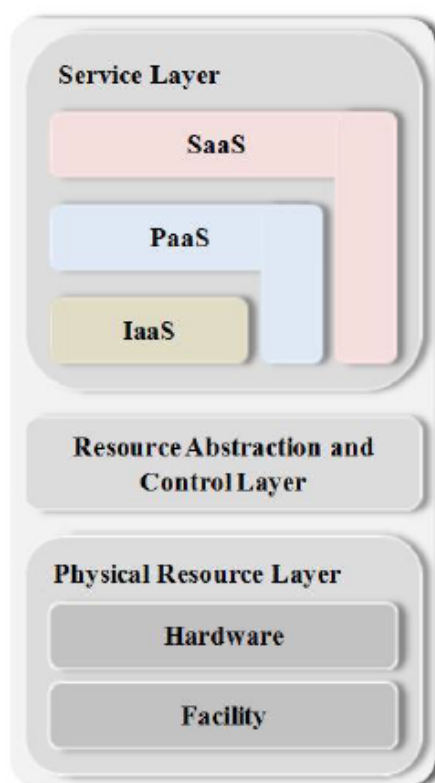 Service Layer
SaaS
PaaS
IaaS
Resource Abstraction and
Control Layer
Physical Resource Layer
Hardware
Facility